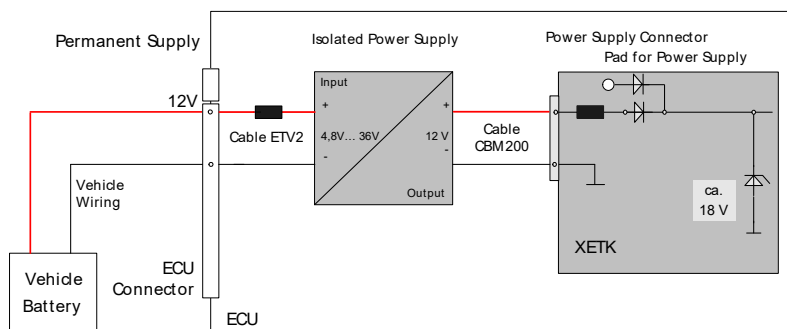 Permanent Supply
Isolated Power Supply
Power Supply Connector
Pad for Power Supply
Input
12V
+
+
Cable ETV2
4,8V... 36V
12 V
Cable
CBM200
-
-
Vehicle
Wiring
Output
ca.
18 V
XETK
ECU
Connector
Vehicle
Battery
ECU